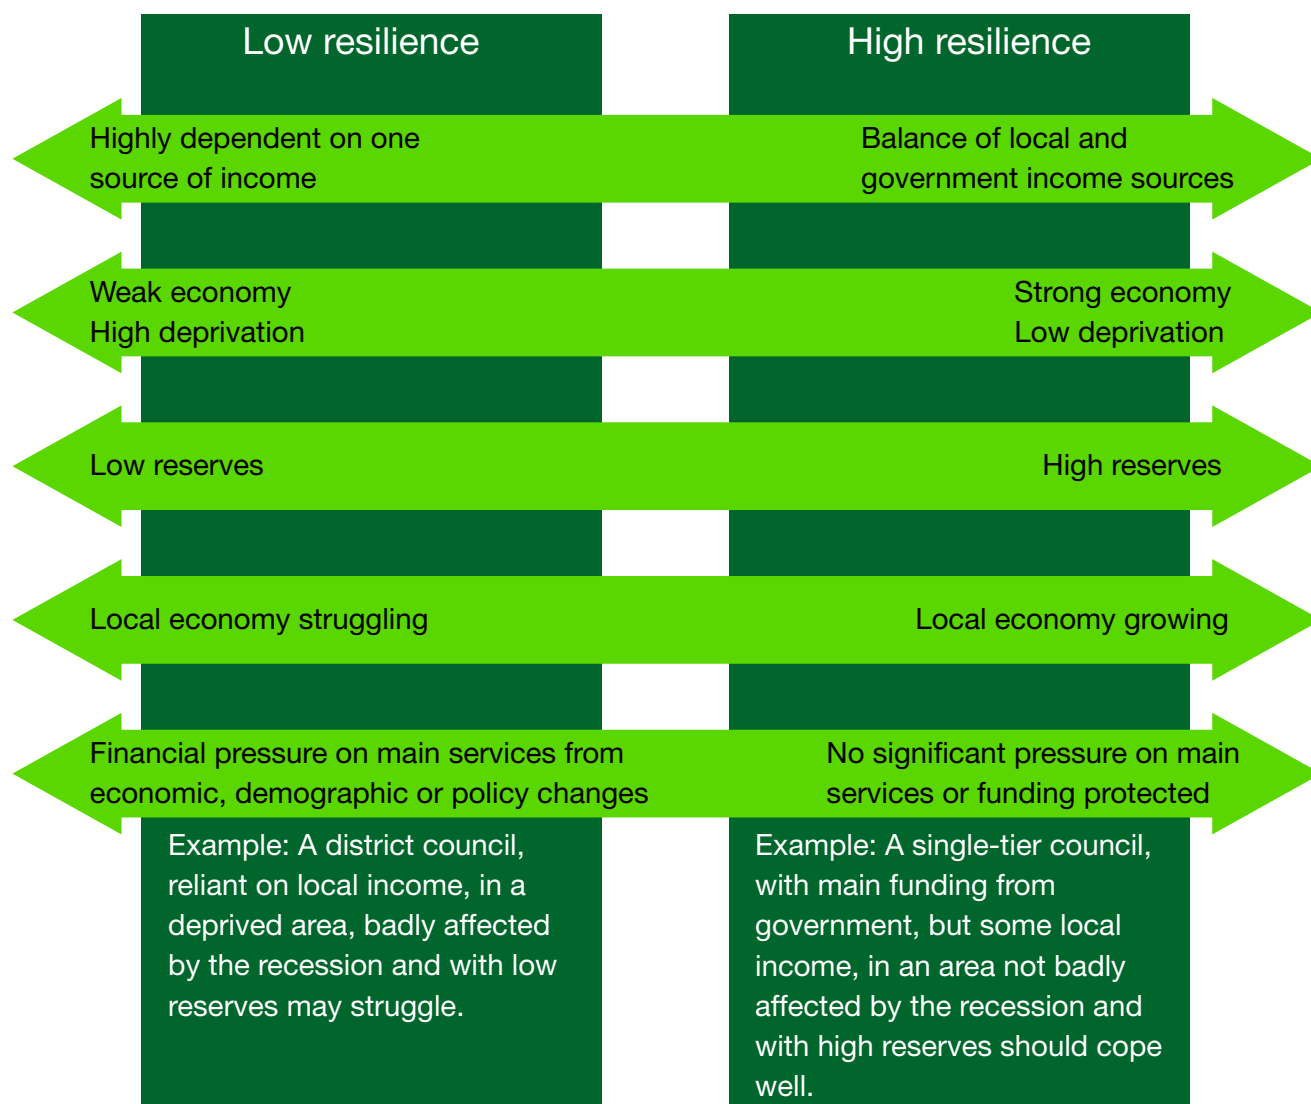 Low resilience
High resilience
Highly dependent on one
source of income
Balance of local and
government income sources
Weak economy
High deprivation
Strong economy
Low deprivation
Low reserves
High reserves
Local economy struggling
Local economy growing
Financial pressure on main services from
economic, demographic or policy changes
No significant pressure on main
services or funding protected
Example: A district council,
reliant on local income, in a
deprived area, badly affected
by the recession and with low
reserves may struggle.
Example: A single-tier council,
with main funding from
government, but some local
income, in an area not badly
affected by the recession and
with high reserves should cope
well.